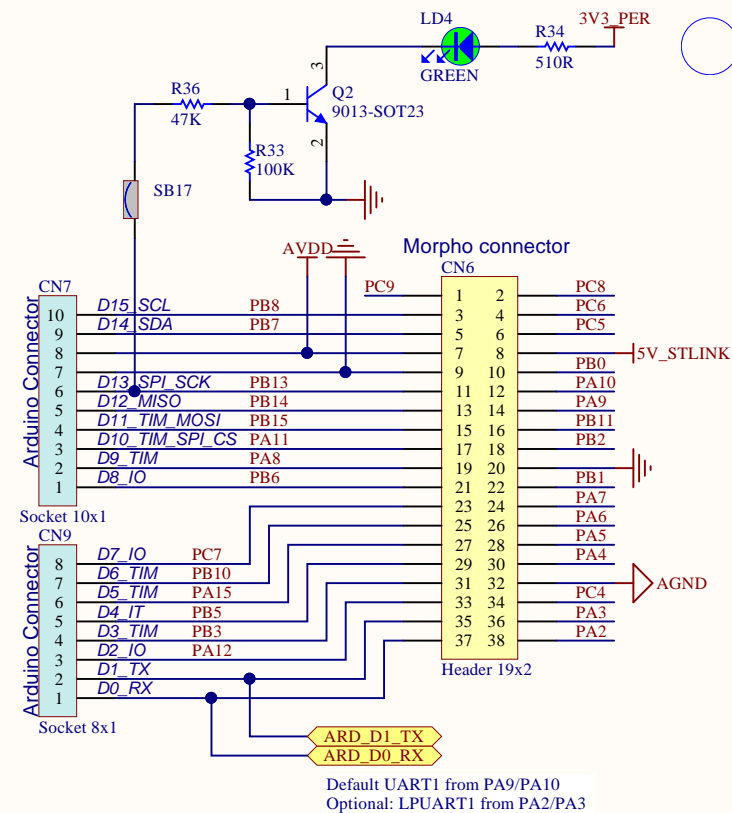 LD4
3V3_PER
R34
510R
GREEN
3
R36
47K
1
Q2
9013-SOT23
2
R33
100K
SB17
AVDD
Morpho connector
CN7
CN6
Arduino Connector
PC9
1 2 PC8
10 D15_SCL PB8 3 4 PC6
9 D14_SDA PB7 5 6 PC5
8 7 8 5V_STLINK
7 9 10 PB0
6 D13_SPI_SCK PB13 11 12 PA10
5 D12_MISO PB14 13 14 PA9
4 D11_TIM_MOSI PB15 15 16 PB11
3 D10_TIM_SPI_CS PA11 17 18 PB2
2 D9_TIM PA8 19 20
1 D8_IO PB6 21 22 PB1
Socket 10x1
23 24 PA7
CN9
25 26 PA6
Arduino Connector
27 28 PA5
8 D7_IO PC7 29 30 PA4
7 D6_TIM PB10 31 32 AGND
6 D5_TIM PA15 33 34 PC4
5 D4_IT PB5 35 36 PA3
4 D3_TIM PB3 37 38 PA2
3 D2_IO PA12
2 D1_TX
1 D0_RX
Header 19x2
Socket 8x1
ARD_D1_TX
ARD_D0_RX
Default UART1 from PA9/PA10
Optional: LPUART1 from PA2/PA3